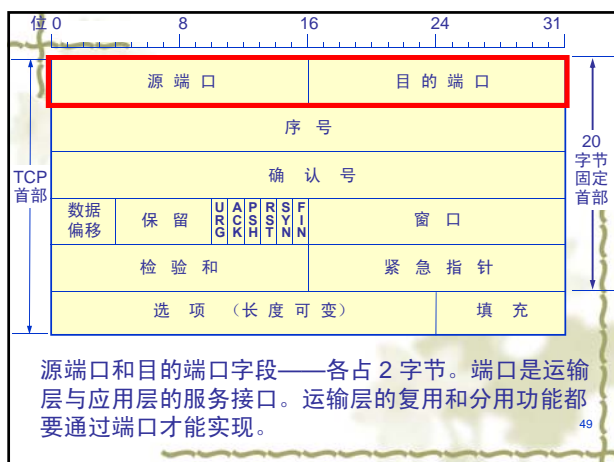 位 0 8 16 24 31
源 端 口 目 的 端 口
序 号
20
字节
固定
首部
确 认 号
TCP
首部
数据
偏移
保 留
URG ACK PSH RST SYN FIN
窗 口
检 验 和 紧 急 指 针
选 项 （长 度 可 变） 填 充
源端口和目的端口字段——各占 2 字节。端口是运输
层与应用层的服务接口。运输层的复用和分用功能都
要通过端口才能实现。
49